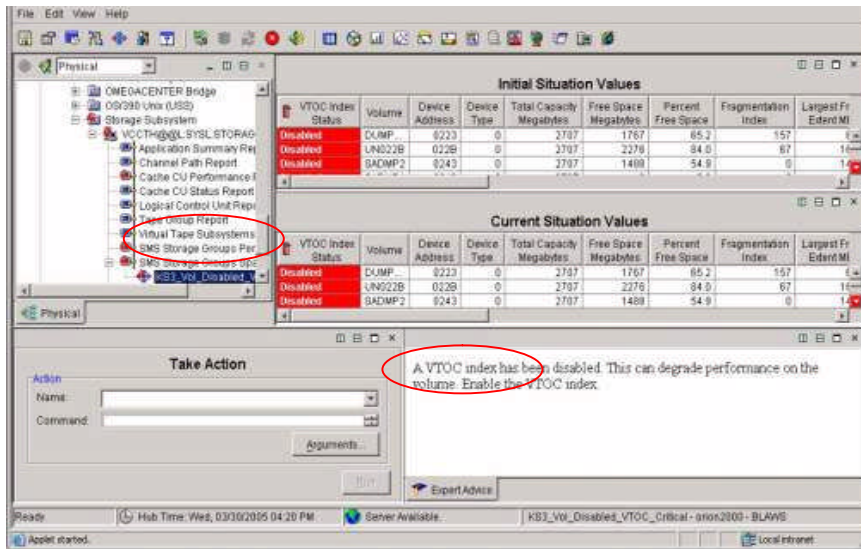 File Edit View Help
Physical
OMEGACENTER Bridge
OS/390 Unix (USS)
Storage Subsystem
Application Summary Rep
Channel Path Report
Cache CU Performance
Cache CU Status Report
Logical Control Unit Repo
Tape Group Report
Virtual Tape Subsystems
SMS Storage Groups Per
SMS Storage Groups Spa
KS3_Vol_Disabled_V
Physical
Initial Situation Values
VTOC Index Status Volume Device Address Device Type Total Capacity Megabytes Free Space Megabytes Percent Free Space Fragmentation Index Largest Fr Extent M
Disabled DUMP... 0223 0 2707 1767 65.2 157
Disabled UN022B 022B 0 2707 2276 84.0 67
Disabled SADMP2 0243 0 2707 1488 54.9 0
Current Situation Values
VTOC Index Status Volume Device Address Device Type Total Capacity Megabytes Free Space Megabytes Percent Free Space Fragmentation Index Largest Fr Extent M
Disabled DUMP... 0223 0 2707 1767 65.2 157
Disabled UN022B 022B 0 2707 2276 84.0 67
Disabled SADMP2 0243 0 2707 1488 54.9 0
Take Action
Action
Name:
Command:
Arguments...
Run
A VTOC index has been disabled. This can degrade performance on the
volume. Enable the VTOC index.
Expert Advice
Ready Hub Time: Wed, 03/30/2005 04:20 PM Server Available KS3_Vol_Disabled_VTOC_Critical - orion2000 - BLAWS
Applet started. Local intranet